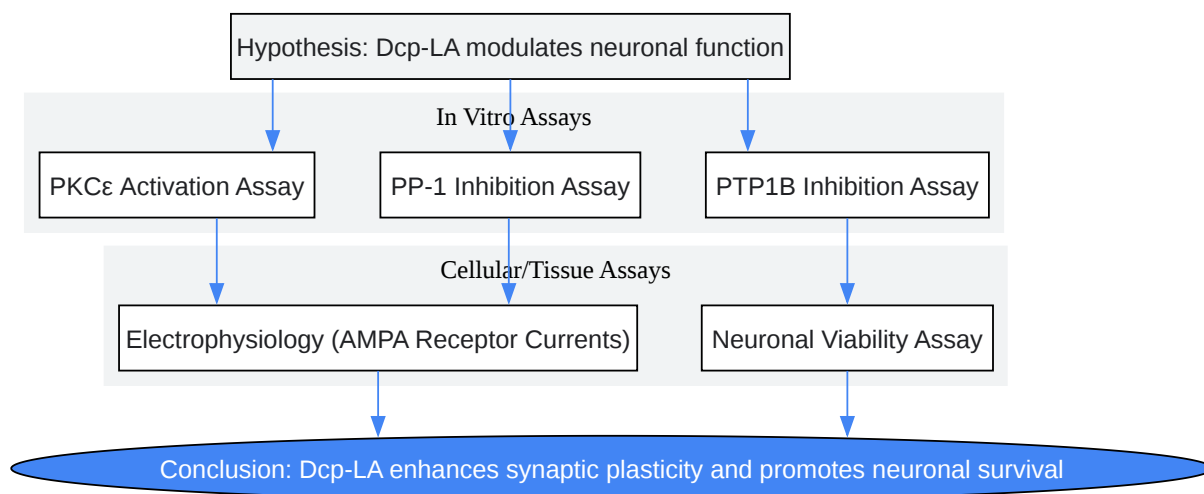 Hypothesis: Dcp-LA modulates neuronal function
In Vitro Assays
PKCε Activation Assay
PP-1 Inhibition Assay
PTP1B Inhibition Assay
Cellular/Tissue Assays
Electrophysiology (AMPA Receptor Currents)
Neuronal Viability Assay
Conclusion: Dcp-LA enhances synaptic plasticity and promotes neuronal survival